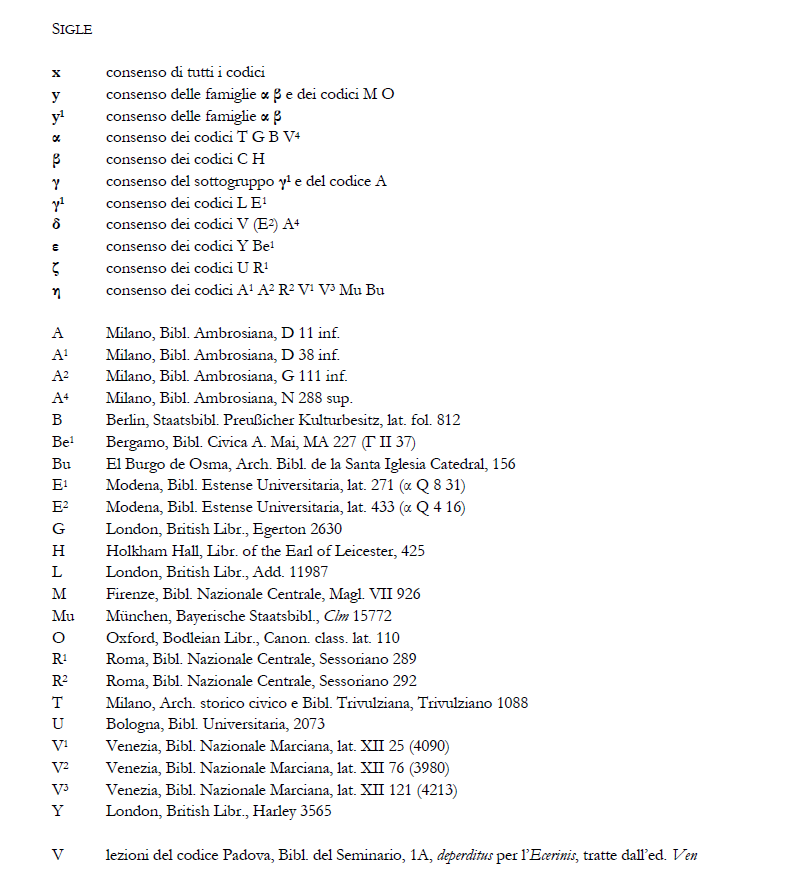 SIGLE
x consenso di tutti i codici
y consenso delle famiglie α β e dei codici M O
y¹ consenso delle famiglie α β
α consenso dei codici T G B V⁴
β consenso dei codici C H
γ consenso del sottogruppo γ¹ e del codice A
γ¹ consenso dei codici L E¹
δ consenso dei codici V (E²) A⁴
ε consenso dei codici Y Be¹
ζ consenso dei codici U R¹
η consenso dei codici A¹ A² R² V¹ V³ Mu Bu
A Milano, Bibl. Ambrosiana, D 11 inf.
A¹ Milano, Bibl. Ambrosiana, D 38 inf.
A² Milano, Bibl. Ambrosiana, G 111 inf.
A⁴ Milano, Bibl. Ambrosiana, N 288 sup.
B Berlin, Staatsbibl. Preußicher Kulturbesitz, lat. fol. 812
Be¹ Bergamo, Bibl. Civica A. Mai, MA 227 (Γ II 37)
Bu El Burgo de Osma, Arch. Bibl. de la Santa Iglesia Catedral, 156
E¹ Modena, Bibl. Estense Universitaria, lat. 271 (α Q 8 31)
E² Modena, Bibl. Estense Universitaria, lat. 433 (α Q 4 16)
G London, British Libr., Egerton 2630
H Holkham Hall, Libr. of the Earl of Leicester, 425
L London, British Libr., Add. 11987
M Firenze, Bibl. Nazionale Centrale, Magl. VII 926
Mu München, Bayerische Staatsbibl., Clm 15772
O Oxford, Bodleian Libr., Canon. class. lat. 110
R¹ Roma, Bibl. Nazionale Centrale, Sessoriano 289
R² Roma, Bibl. Nazionale Centrale, Sessoriano 292
T Milano, Arch. storico civico e Bibl. Trivulziana, Trivulziano 1088
U Bologna, Bibl. Universitaria, 2073
V¹ Venezia, Bibl. Nazionale Marciana, lat. XII 25 (4090)
V² Venezia, Bibl. Nazionale Marciana, lat. XII 76 (3980)
V³ Venezia, Bibl. Nazionale Marciana, lat. XII 121 (4213)
Y London, British Libr., Harley 3565
V lezioni del codice Padova, Bibl. del Seminario, 1A, deperditus per l'Ecerinis, tratte dall'ed. Ven